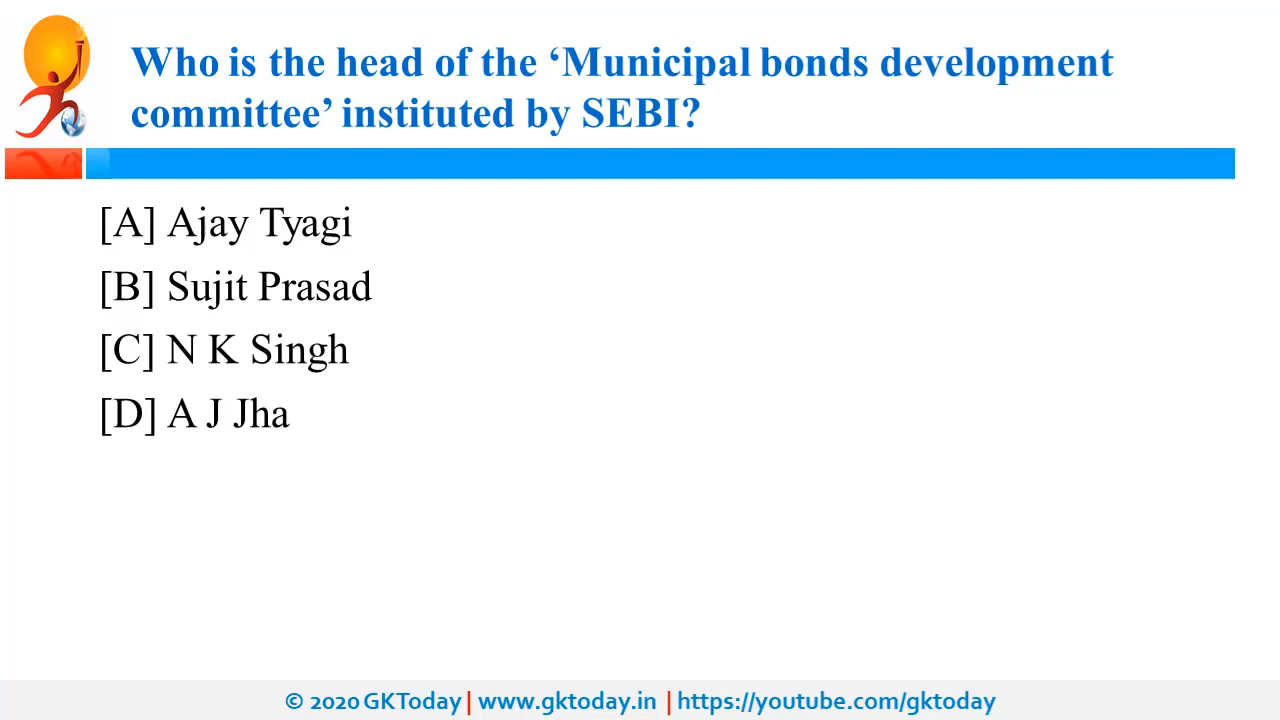 Who is the head of the ‘Municipal bonds development
committee’ instituted by SEBI?
[A] Ajay Tyagi
[B] Sujit Prasad
[C] N K Singh
[D] A J Jha
© 2020 GKToday | www.gktoday.in | https://youtube.com/gktoday